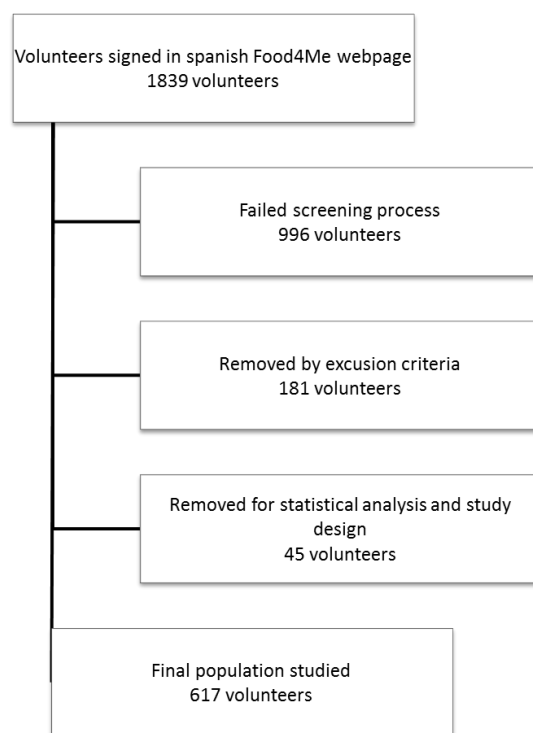 Volunteers signed in spanish Food4Me webpage
1839 volunteers
Failed screening process
996 volunteers
Removed by excusion criteria
181 volunteers
Removed for statistical analysis and study
design
45 volunteers
Final population studied
617 volunteers